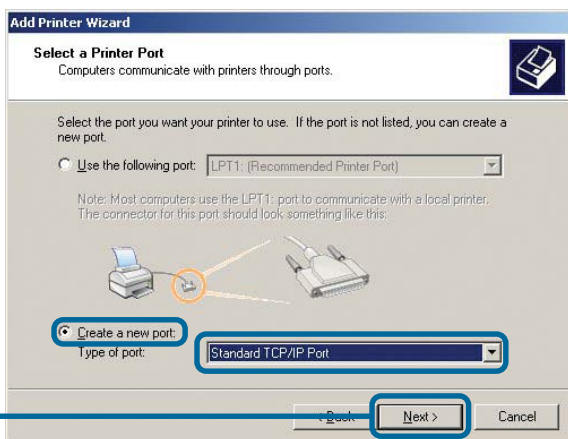 Add Printer Wizard
Select a Printer Port
Computers communicate with printers through ports.
Select the port you want your printer to use. If the port is not listed, you can create a
new port.
Use the following port: LPT1: (Recommended Printer Port)
Note: Most computers use the LPT1: port to communicate with a local printer.
The connector for this port should look something like this:
Create a new port:
Type of port: Standard TCP/IP Port
< Back Next > Cancel